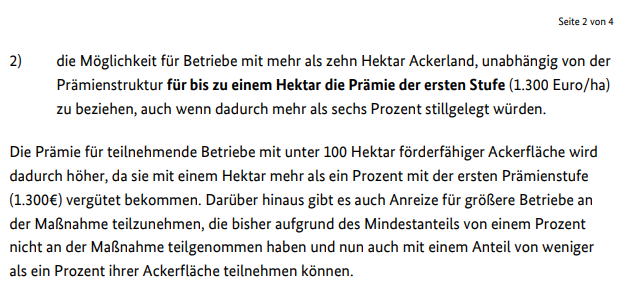 Seite 2 von 4
2) die Möglichkeit für Betriebe mit mehr als zehn Hektar Ackerland, unabhängig von der
Prämienstruktur für bis zu einem Hektar die Prämie der ersten Stufe (1.300 Euro/ha)
zu beziehen, auch wenn dadurch mehr als sechs Prozent stillgelegt würden.
Die Prämie für teilnehmende Betriebe mit unter 100 Hektar förderfähiger Ackerfläche wird
dadurch höher, da sie mit einem Hektar mehr als ein Prozent mit der ersten Prämienstufe
(1.300€) vergütet bekommen. Darüber hinaus gibt es auch Anreize für größere Betriebe an
der Maßnahme teilzunehmen, die bisher aufgrund des Mindestanteils von einem Prozent
nicht an der Maßnahme teilgenommen haben und nun auch mit einem Anteil von weniger
als ein Prozent ihrer Ackerfläche teilnehmen können.